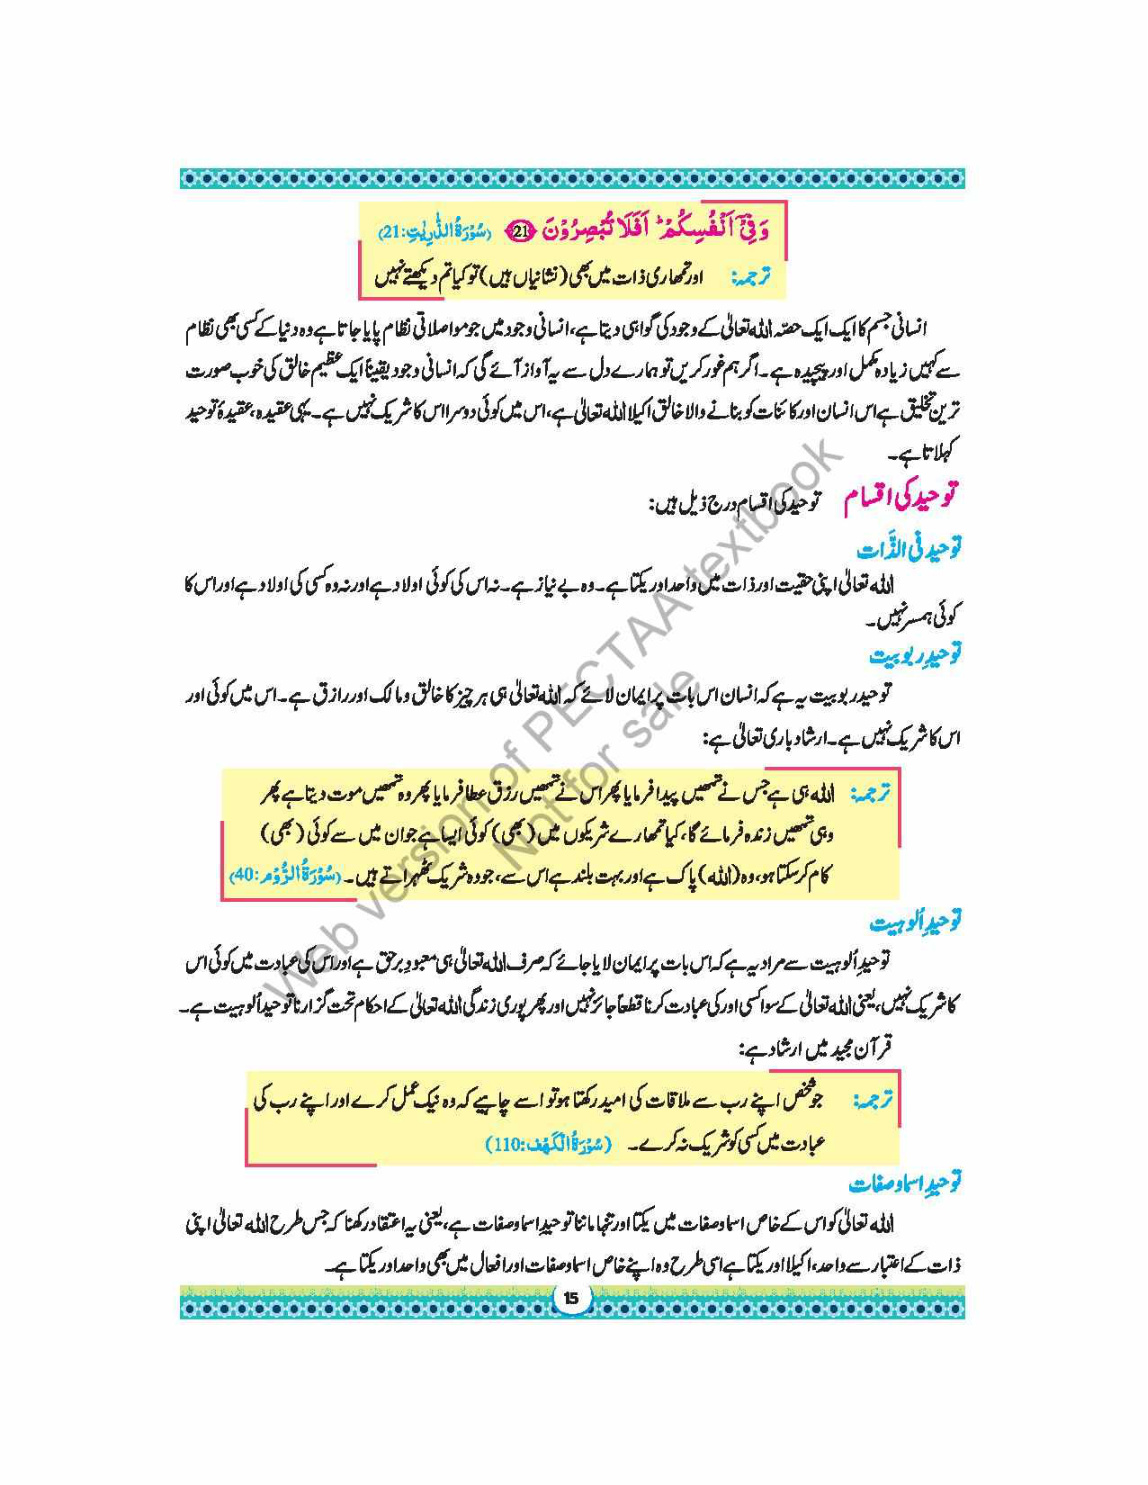 وَفِيْٓ اَنْفُسِكُمْ ؕ اَفَلَا تُبْصِرُوْنَ ﴿21﴾ (سُوْرَۃُ الذّٰرِیٰتِ:21)
ترجمہ: اور تمھاری ذات میں بھی (نشانیاں ہیں) تو کیا تم دیکھتے نہیں
انسانی جسم کا ایک ایک حصّہ اللہ تعالیٰ کے وجود کی گواہی دیتا ہے، انسانی وجود میں جو مواصلاتی نظام پایا جاتا ہے وہ دنیا کے کسی بھی نظام
سے کہیں زیادہ مکمل اور پیچیدہ ہے۔ اگر ہم غور کریں تو ہمارے دل سے یہ آواز آئے گی کہ انسانی وجود یقیناً ایک عظیم خالق کی خوب صورت
ترین تخلیق ہے اس انسان اور کائنات کو بنانے والا خالق اکیلا اللہ تعالیٰ ہے، اس میں کوئی دوسرا اس کا شریک نہیں ہے۔ یہی عقیدہ، عقیدۂ توحید
کہلاتا ہے۔
توحید کی اقسام توحید کی اقسام درج ذیل ہیں:
توحید فی الذَّات
اللہ تعالیٰ اپنی حقیت اور ذات میں واحد اور یکتا ہے۔ وہ بے نیاز ہے۔ نہ اس کی کوئی اولاد ہے اور نہ وہ کسی کی اولاد ہے اور اس کا
کوئی ہمسر نہیں۔
توحیدِ ربوبیت
توحید ربوبیت یہ ہے کہ انسان اس بات پر ایمان لائے کہ اللہ تعالیٰ ہی ہر چیز کا خالق و مالک اور رازق ہے۔ اس میں کوئی اور
اس کا شریک نہیں ہے۔ ارشاد باری تعالیٰ ہے:
ترجمہ: اللہ ہی ہے جس نے تمھیں پیدا فرمایا پھر اس نے تمھیں رزق عطا فرمایا پھر وہ تمھیں موت دیتا ہے پھر
وہی تمھیں زندہ فرمائے گا، کیا تمھارے شریکوں میں (بھی) کوئی ایسا ہے جو ان میں سے کوئی (بھی)
کام کر سکتا ہو، وہ (اللہ) پاک ہے اور بہت بلند ہے اس سے، جو وہ شریک ٹھہراتے ہیں۔ (سُوْرَۃُ الرُّوْم:40)
توحیدِ اُلوہیت
توحیدِ اُلوہیت سے مراد یہ ہے کہ اس بات پر ایمان لایا جائے کہ صرف اللہ تعالیٰ ہی معبودِ برحق ہے اور اس کی عبادت میں کوئی اس
کا شریک نہیں، یعنی اللہ تعالیٰ کے سوا کسی اور کی عبادت کرنا قطعاً جائز نہیں اور پھر پوری زندگی اللہ تعالیٰ کے احکام تحت گزارنا توحیدِ اُلوہیت ہے۔
قرآن مجید میں ارشاد ہے:
ترجمہ: جو شخص اپنے رب سے ملاقات کی امید رکھتا ہو تو اسے چاہیے کہ وہ نیک عمل کرے اور اپنے رب کی
عبادت میں کسی کو شریک نہ کرے۔ (سُوْرَۃُ الْکَہْف:110)
توحیدِ اسما و صفات
اللہ تعالیٰ کو اس کے خاص اسما و صفات میں یکتا اور تنہا ماننا توحیدِ اسما و صفات ہے، یعنی یہ اعتقاد رکھنا کہ جس طرح اللہ تعالیٰ اپنی
ذات کے اعتبار سے واحد، اکیلا اور یکتا ہے اسی طرح وہ اپنے خاص اسما و صفات اور افعال میں بھی واحد اور یکتا ہے۔
15
Web version of PECTAA textbook
Not for sale